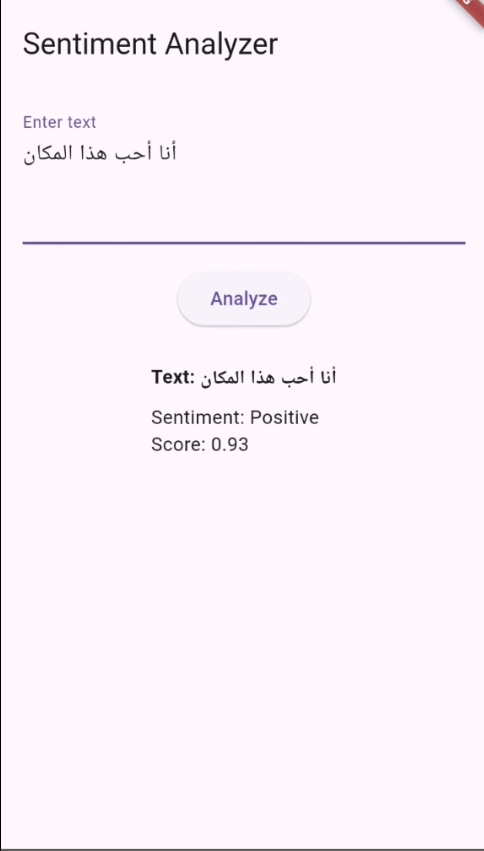 Sentiment Analyzer
Enter text
أنا أحب هذا المكان
Analyze
Text: أنا أحب هذا المكان
Sentiment: Positive
Score: 0.93